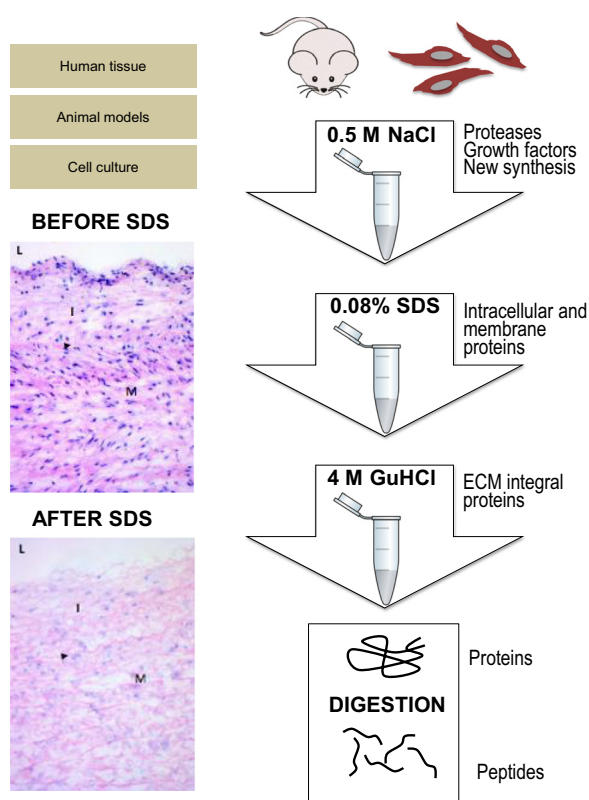 Human tissue
Animal models
Cell culture
BEFORE SDS
L
I
M
AFTER SDS
L
I
M
0.5 M NaCl
Proteases
Growth factors
New synthesis
0.08% SDS
Intracellular and
membrane
proteins
4 M GuHCl
ECM integral
proteins
Proteins
DIGESTION
Peptides